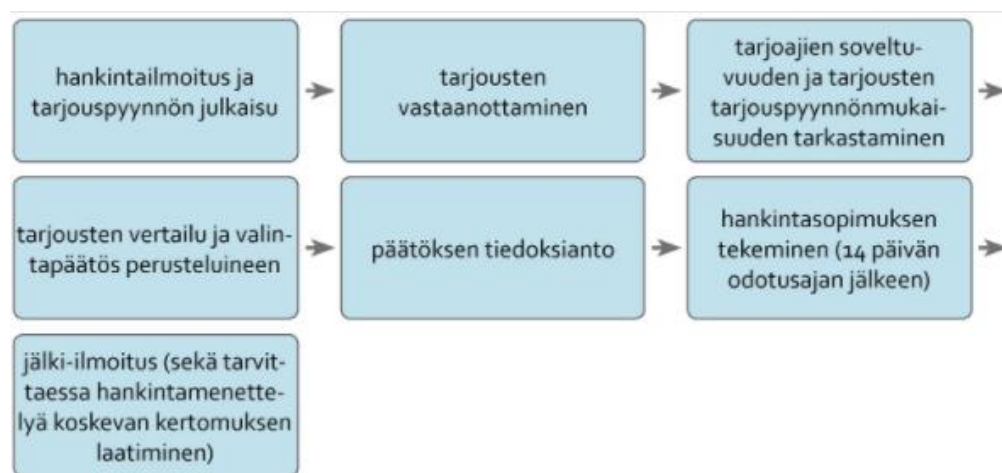 hankintailmoitus ja
tarjouspyynnön julkaisu
tarjousten
vastaanottaminen
tarjoajien soveltu-
vuuden ja tarjousten
tarjouspyynnönmukai-
suuden tarkastaminen
tarjousten vertailu ja valin-
tapäätös perusteluineen
päätöksen tiedoksianto
hankintasopimuksen
tekeminen (14 päivän
odotusajan jälkeen)
jälki-ilmoitus (sekä tarvit-
taessa hankintamenette-
lyä koskevan kertomuksen
laatiminen)